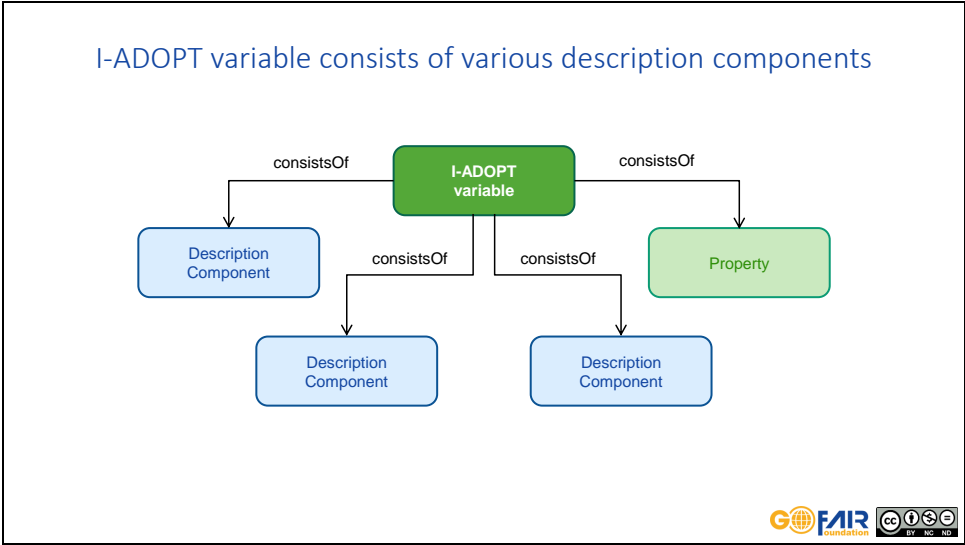 I-ADOPT variable consists of various description components
consistsOf
I-ADOPT
variable
consistsOf
Description
Component
consistsOf
consistsOf
Property
Description
Component
Description
Component
GO FAIR
Foundation
cc
BY NC ND